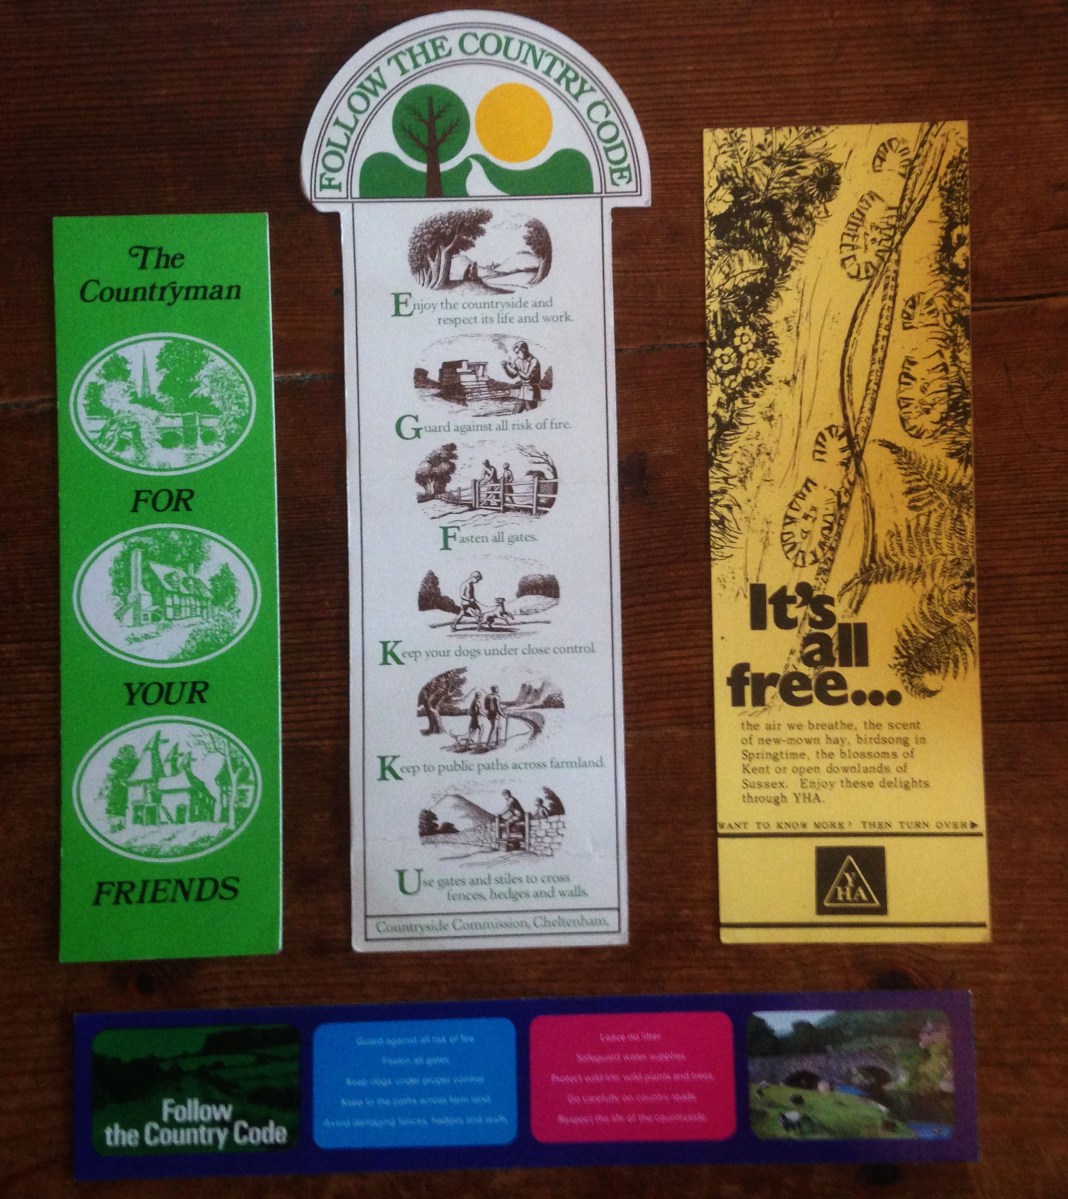 The
Countryman
FOR
YOUR
FRIENDS
FOLLOW THE COUNTRY CODE
Enjoy the countryside and
respect its life and work.
Guard against all risk of fire.
Fasten all gates.
Keep your dogs under close control.
Keep to public paths across farmland.
Use gates and stiles to cross
fences, hedges and walls.
Countryside Commission, Cheltenham.
It's
all
free...
the air we breathe, the scent
of new-mown hay, birdsong in
Springtime, the blossoms of
Kent or open downlands of
Sussex. Enjoy these delights
through YHA.
WANT TO KNOW MORE? THEN TURN OVER
Y
HA
Follow
the Country Code
Guard against all risk of fire
Fasten all gates
Keep dogs under proper control
Keep to the paths across farm land
Avoid damaging fences, hedges and walls
Leave no litter
Safeguard water supplies
Protect wild life, wild plants and trees
Go carefully on country roads
Respect the life of the countryside